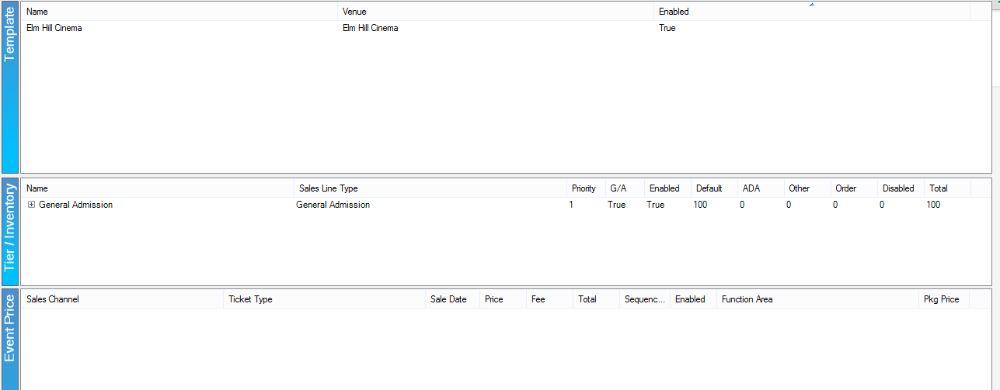 Template
Name Venue Enabled
Elm Hill Cinema Elm Hill Cinema True
Tier / Inventory
Name Sales Line Type Priority G/A Enabled Default ADA Other Order Disabled Total
General Admission General Admission 1 True True 100 0 0 0 0 100
Event Price
Sales Channel Ticket Type Sale Date Price Fee Total Sequenc... Enabled Function Area Pkg Price